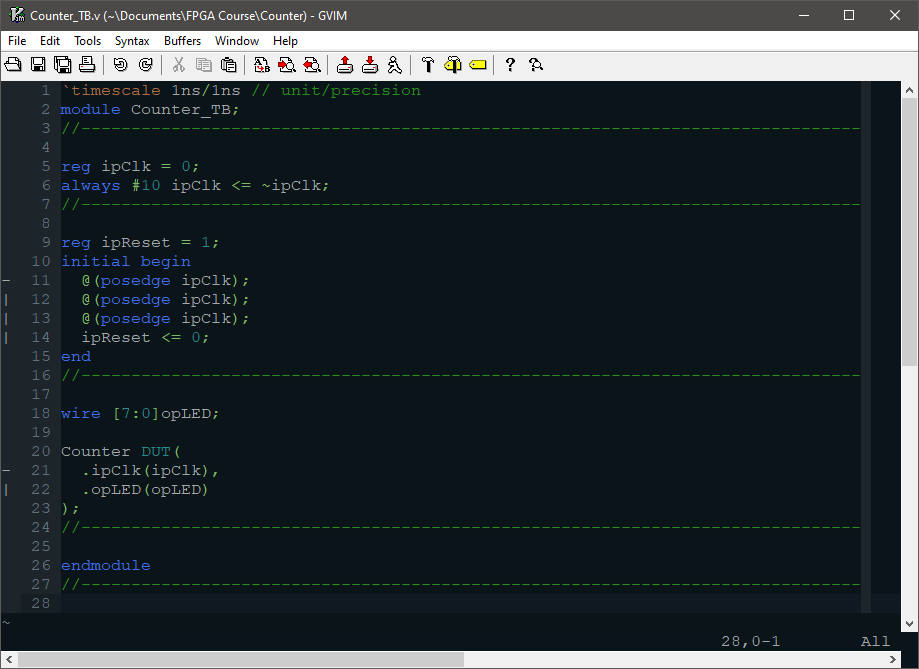 Counter_TB.v (~\Documents\FPGA Course\Counter) - GVIM
File Edit Tools Syntax Buffers Window Help
1 `timescale 1ns/1ns // unit/precision
2 module Counter_TB;
3 //------------------------------------------------------------------------------
4
5 reg ipClk = 0;
6 always #10 ipClk <= ~ipClk;
7 //------------------------------------------------------------------------------
8
9 reg ipReset = 1;
10 initial begin
11   @(posedge ipClk);
12   @(posedge ipClk);
13   @(posedge ipClk);
14   ipReset <= 0;
15 end
16 //------------------------------------------------------------------------------
17
18 wire [7:0]opLED;
19
20 Counter DUT(
21   .ipClk(ipClk),
22   .opLED(opLED)
23 );
24 //------------------------------------------------------------------------------
25
26 endmodule
27 //------------------------------------------------------------------------------
28
~
28,0-1 All